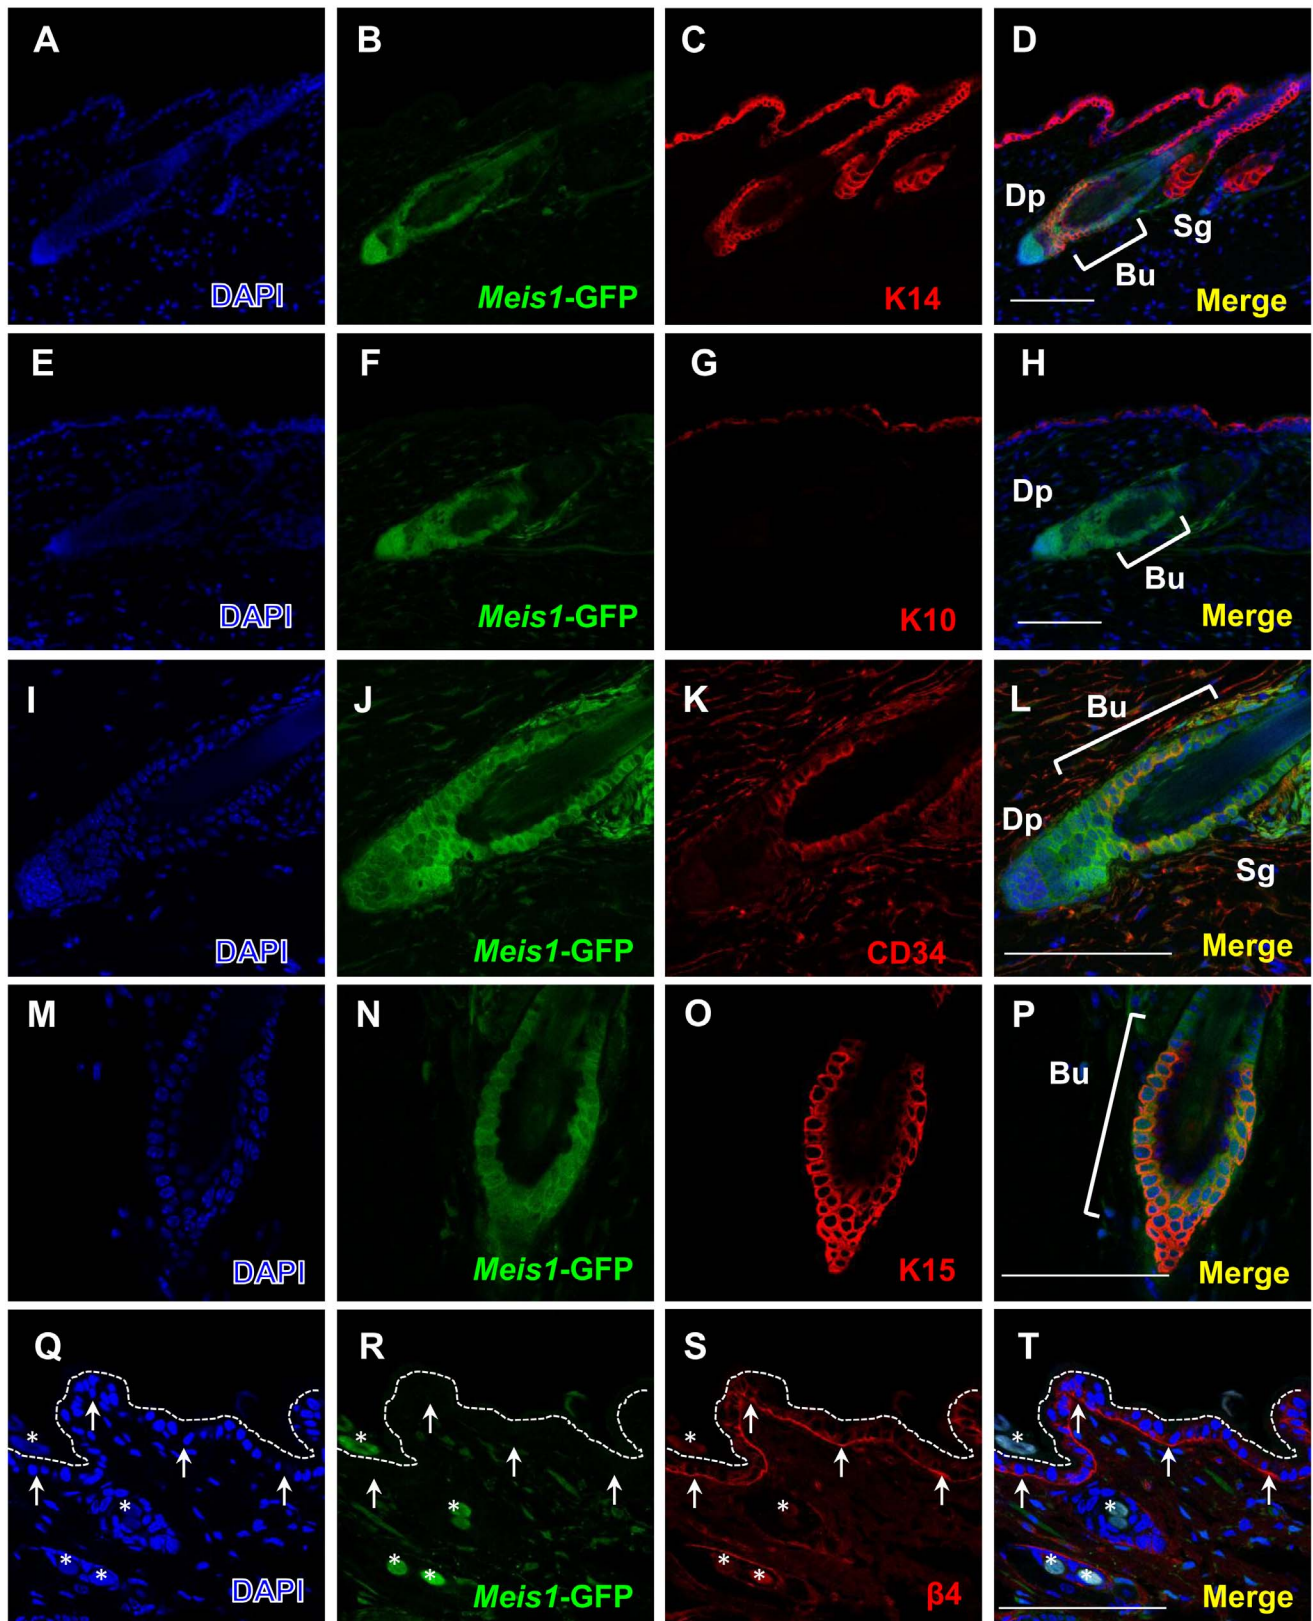 A B C D
Dp
Sg
Bu
DAPI Meis1-GFP K14 Merge
E F G H
Dp
Bu
DAPI Meis1-GFP K10 Merge
I J K L
Bu
Dp
Sg
DAPI Meis1-GFP CD34 Merge
M N O P
Bu
DAPI Meis1-GFP K15 Merge
Q R S T
* * * *
* * * *
* * * * * * * *
DAPI Meis1-GFP β4 Merge